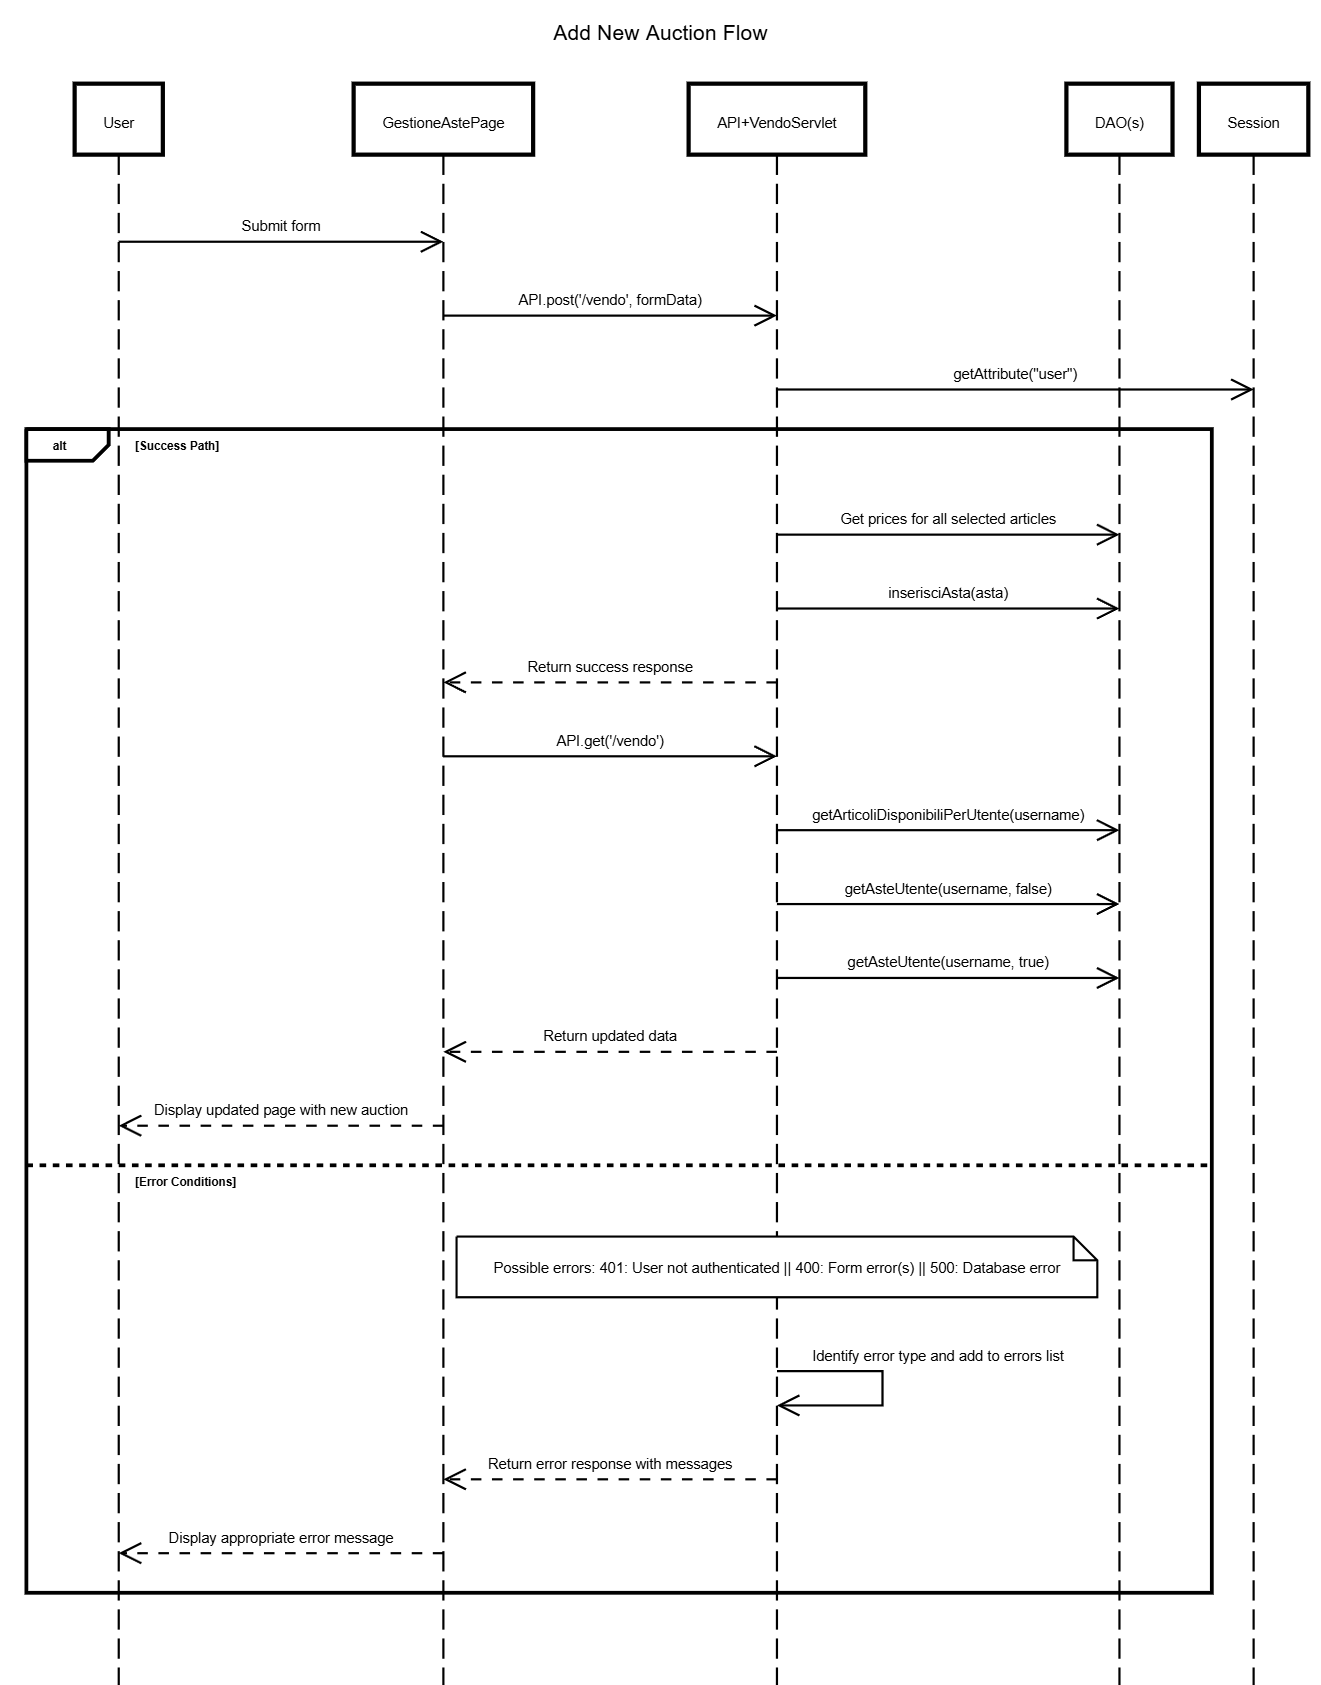 Add New Auction Flow
User
GestioneAstePage
API+VendoServlet
DAO(s)
Session
Submit form
API.post('/vendo', formData)
getAttribute("user")
alt
[Success Path]
Get prices for all selected articles
inserisciAsta(asta)
Return success response
API.get('/vendo')
getArticoliDisponibiliPerUtente(username)
getAsteUtente(username, false)
getAsteUtente(username, true)
Return updated data
Display updated page with new auction
[Error Conditions]
Possible errors: 401: User not authenticated || 400: Form error(s) || 500: Database error
Identify error type and add to errors list
Return error response with messages
Display appropriate error message